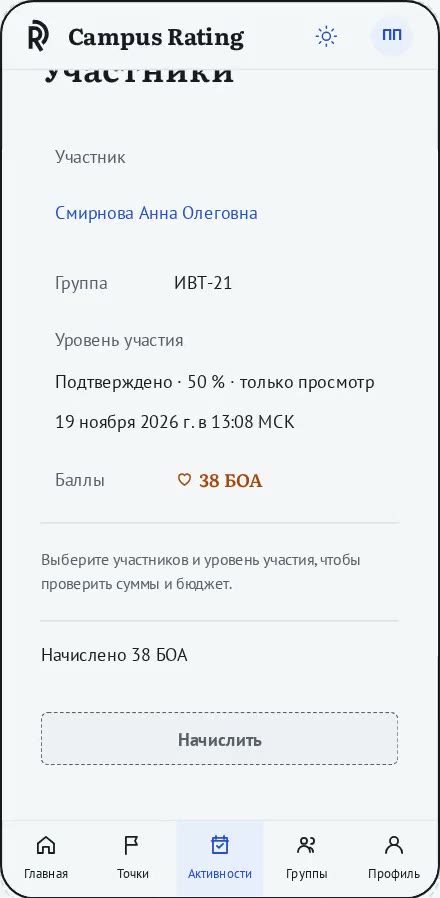 Campus Rating
ПП
Участники
Участник
Смирнова Анна Олеговна
Группа ИВТ-21
Уровень участия
Подтверждено · 50 % · только просмотр
19 ноября 2026 г. в 13:08 МСК
Баллы 38 БОА
Выберите участников и уровень участия, чтобы
проверить суммы и бюджет.
Начислено 38 БОА
Начислить
Главная Точки Активности Группы Профиль